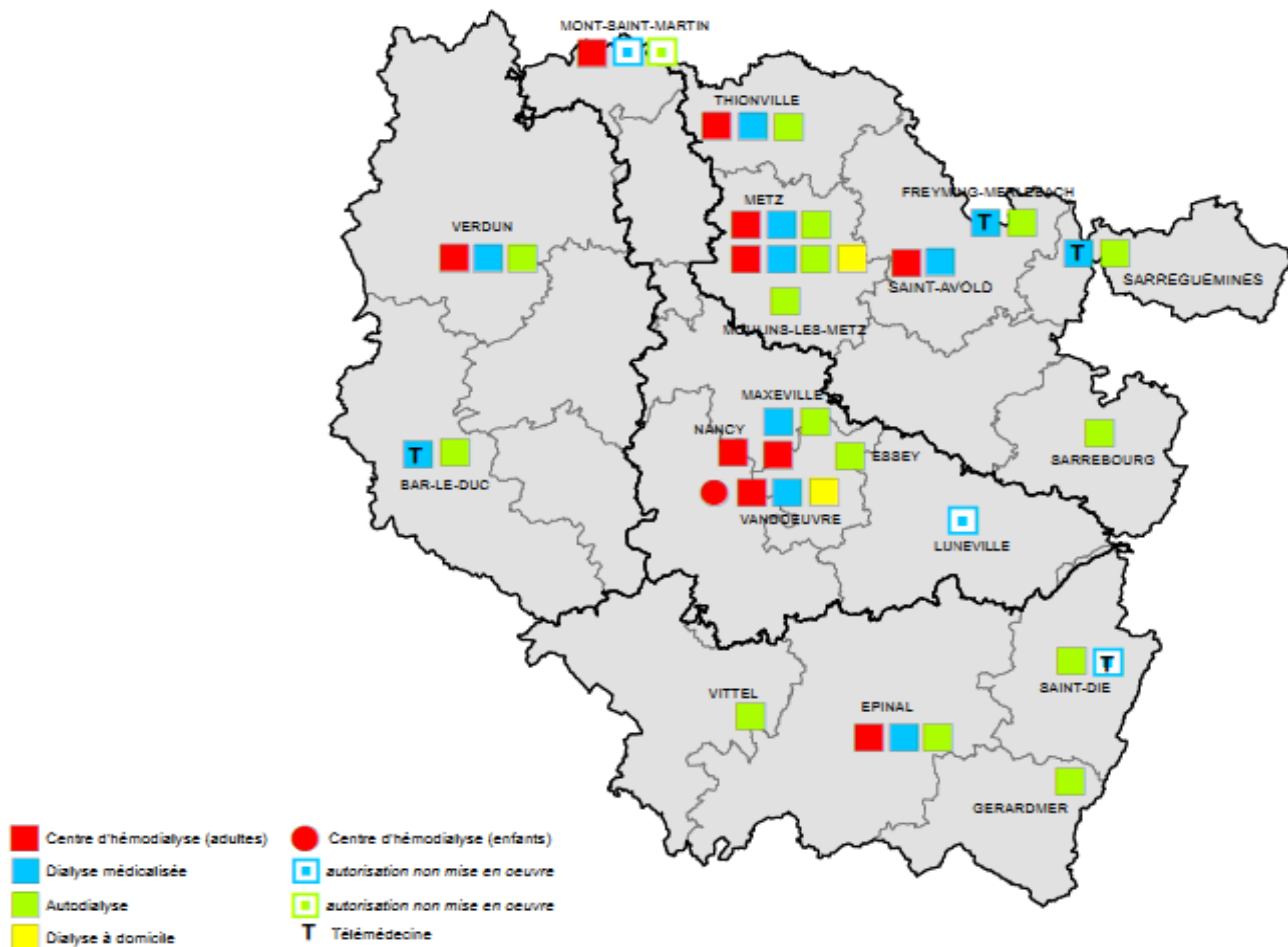 MONT-SAINT-MARTIN
THIONVILLE
METZ
FREYMING-MERLEBACH
T
VERDUN
T
SAINT-AVOLD
SARREGUEMINES
MOULINS-LES-METZ
MAXEVILLE
NANCY
ESSEY
T
SARREBOURG
BAR-LE-DUC
VANDOEUVRE
LUNEVILLE
T
SAINT-DIE
VITTEL
EPINAL
GERARDMER
Centre d'hémodialyse (adultes)
Centre d'hémodialyse (enfants)
Dialyse médicalisée
autorisation non mise en oeuvre
Autodialyse
autorisation non mise en oeuvre
Dialyse à domicile
T Télémédecine